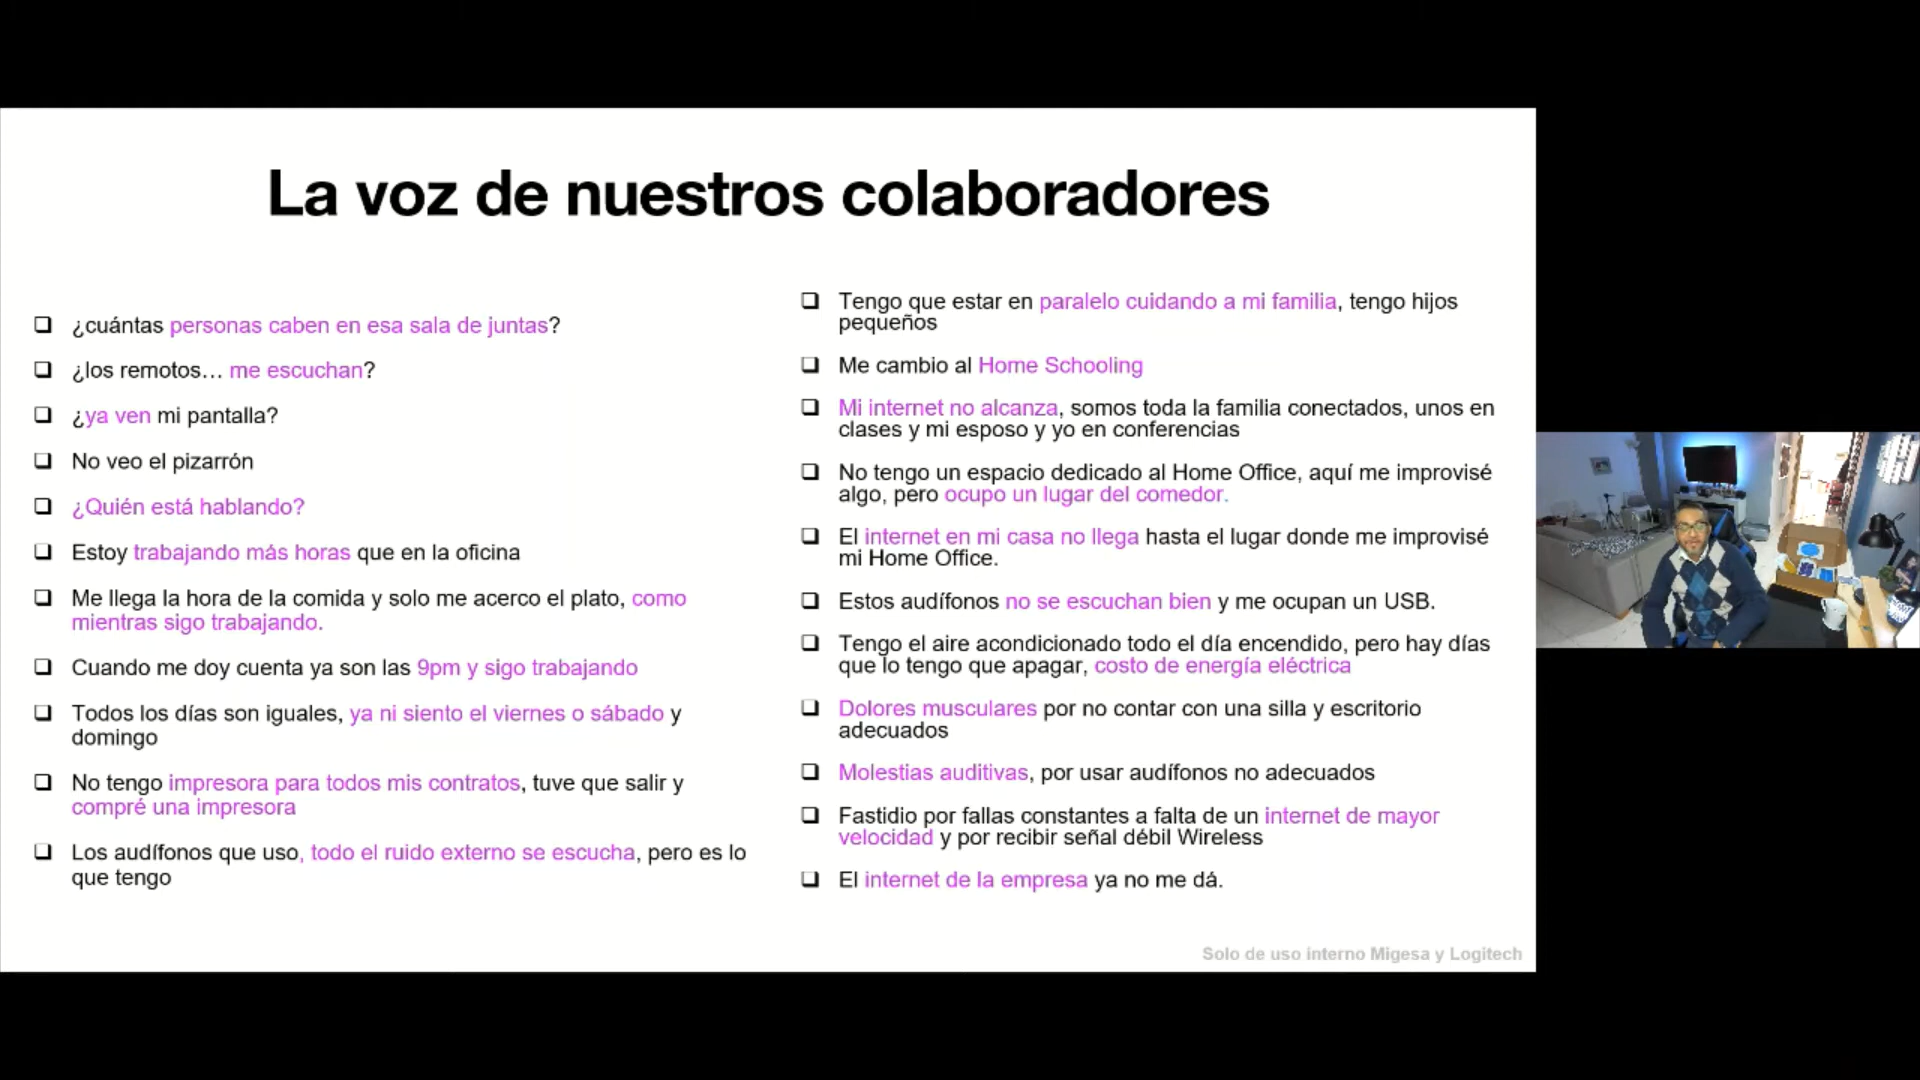 La voz de nuestros colaboradores
❑ ¿cuántas personas caben en esa sala de juntas?
❑ ¿los remotos… me escuchan?
❑ ¿ya ven mi pantalla?
❑ No veo el pizarrón
❑ ¿Quién está hablando?
❑ Estoy trabajando más horas que en la oficina
❑ Me llega la hora de la comida y solo me acerco el plato, como
mientras sigo trabajando.
❑ Cuando me doy cuenta ya son las 9pm y sigo trabajando
❑ Todos los días son iguales, ya ni siento el viernes o sábado y
domingo
❑ No tengo impresora para todos mis contratos, tuve que salir y
compré una impresora
❑ Los audífonos que uso, todo el ruido externo se escucha, pero es lo
que tengo
❑ Tengo que estar en paralelo cuidando a mi familia, tengo hijos
pequeños
❑ Me cambio al Home Schooling
❑ Mi internet no alcanza, somos toda la familia conectados, unos en
clases y mi esposo y yo en conferencias
❑ No tengo un espacio dedicado al Home Office, aquí me improvisé
algo, pero ocupo un lugar del comedor.
❑ El internet en mi casa no llega hasta el lugar donde me improvisé
mi Home Office.
❑ Estos audífonos no se escuchan bien y me ocupan un USB.
❑ Tengo el aire acondicionado todo el día encendido, pero hay días
que lo tengo que apagar, costo de energía eléctrica
❑ Dolores musculares por no contar con una silla y escritorio
adecuados
❑ Molestias auditivas, por usar audífonos no adecuados
❑ Fastidio por fallas constantes a falta de un internet de mayor
velocidad y por recibir señal débil Wireless
❑ El internet de la empresa ya no me dá.
Solo de uso interno Migesa y Logitech